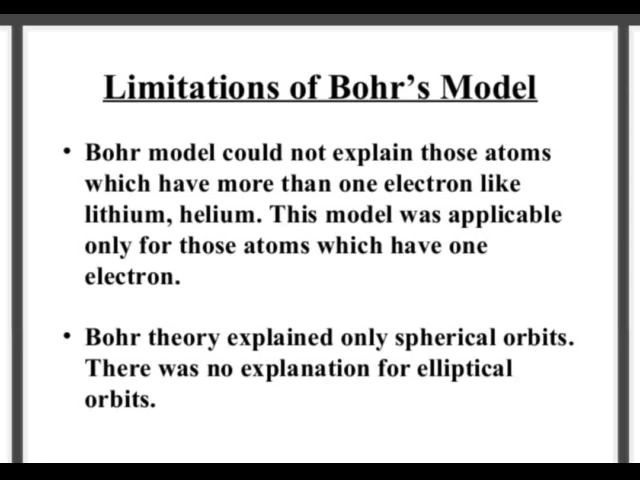 Limitations of Bohr’s Model
• Bohr model could not explain those atoms
which have more than one electron like
lithium, helium. This model was applicable
only for those atoms which have one
electron.
• Bohr theory explained only spherical orbits.
There was no explanation for elliptical
orbits.